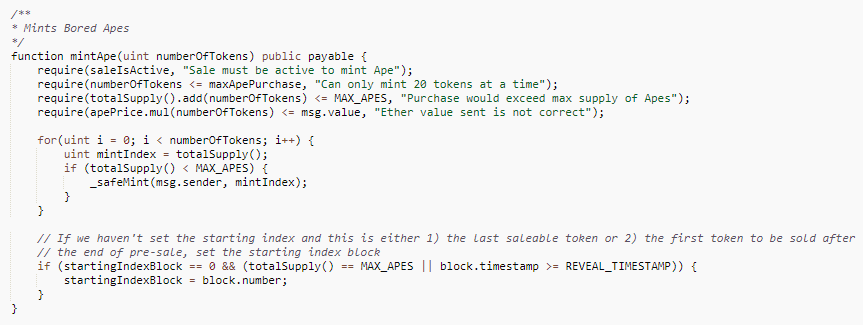 /**
* Mints Bored Apes
*/
function mintApe(uint numberOfTokens) public payable {
    require(saleIsActive, "Sale must be active to mint Ape");
    require(numberOfTokens <= maxApePurchase, "Can only mint 20 tokens at a time");
    require(totalSupply().add(numberOfTokens) <= MAX_APES, "Purchase would exceed max supply of Apes");
    require(apePrice.mul(numberOfTokens) <= msg.value, "Ether value sent is not correct");

    for(uint i = 0; i < numberOfTokens; i++) {
        uint mintIndex = totalSupply();
        if (totalSupply() < MAX_APES) {
            _safeMint(msg.sender, mintIndex);
        }
    }

    // If we haven't set the starting index and this is either 1) the last saleable token or 2) the first token to be sold after
    // the end of pre-sale, set the starting index block
    if (startingIndexBlock == 0 && (totalSupply() == MAX_APES || block.timestamp >= REVEAL_TIMESTAMP)) {
        startingIndexBlock = block.number;
    }
}